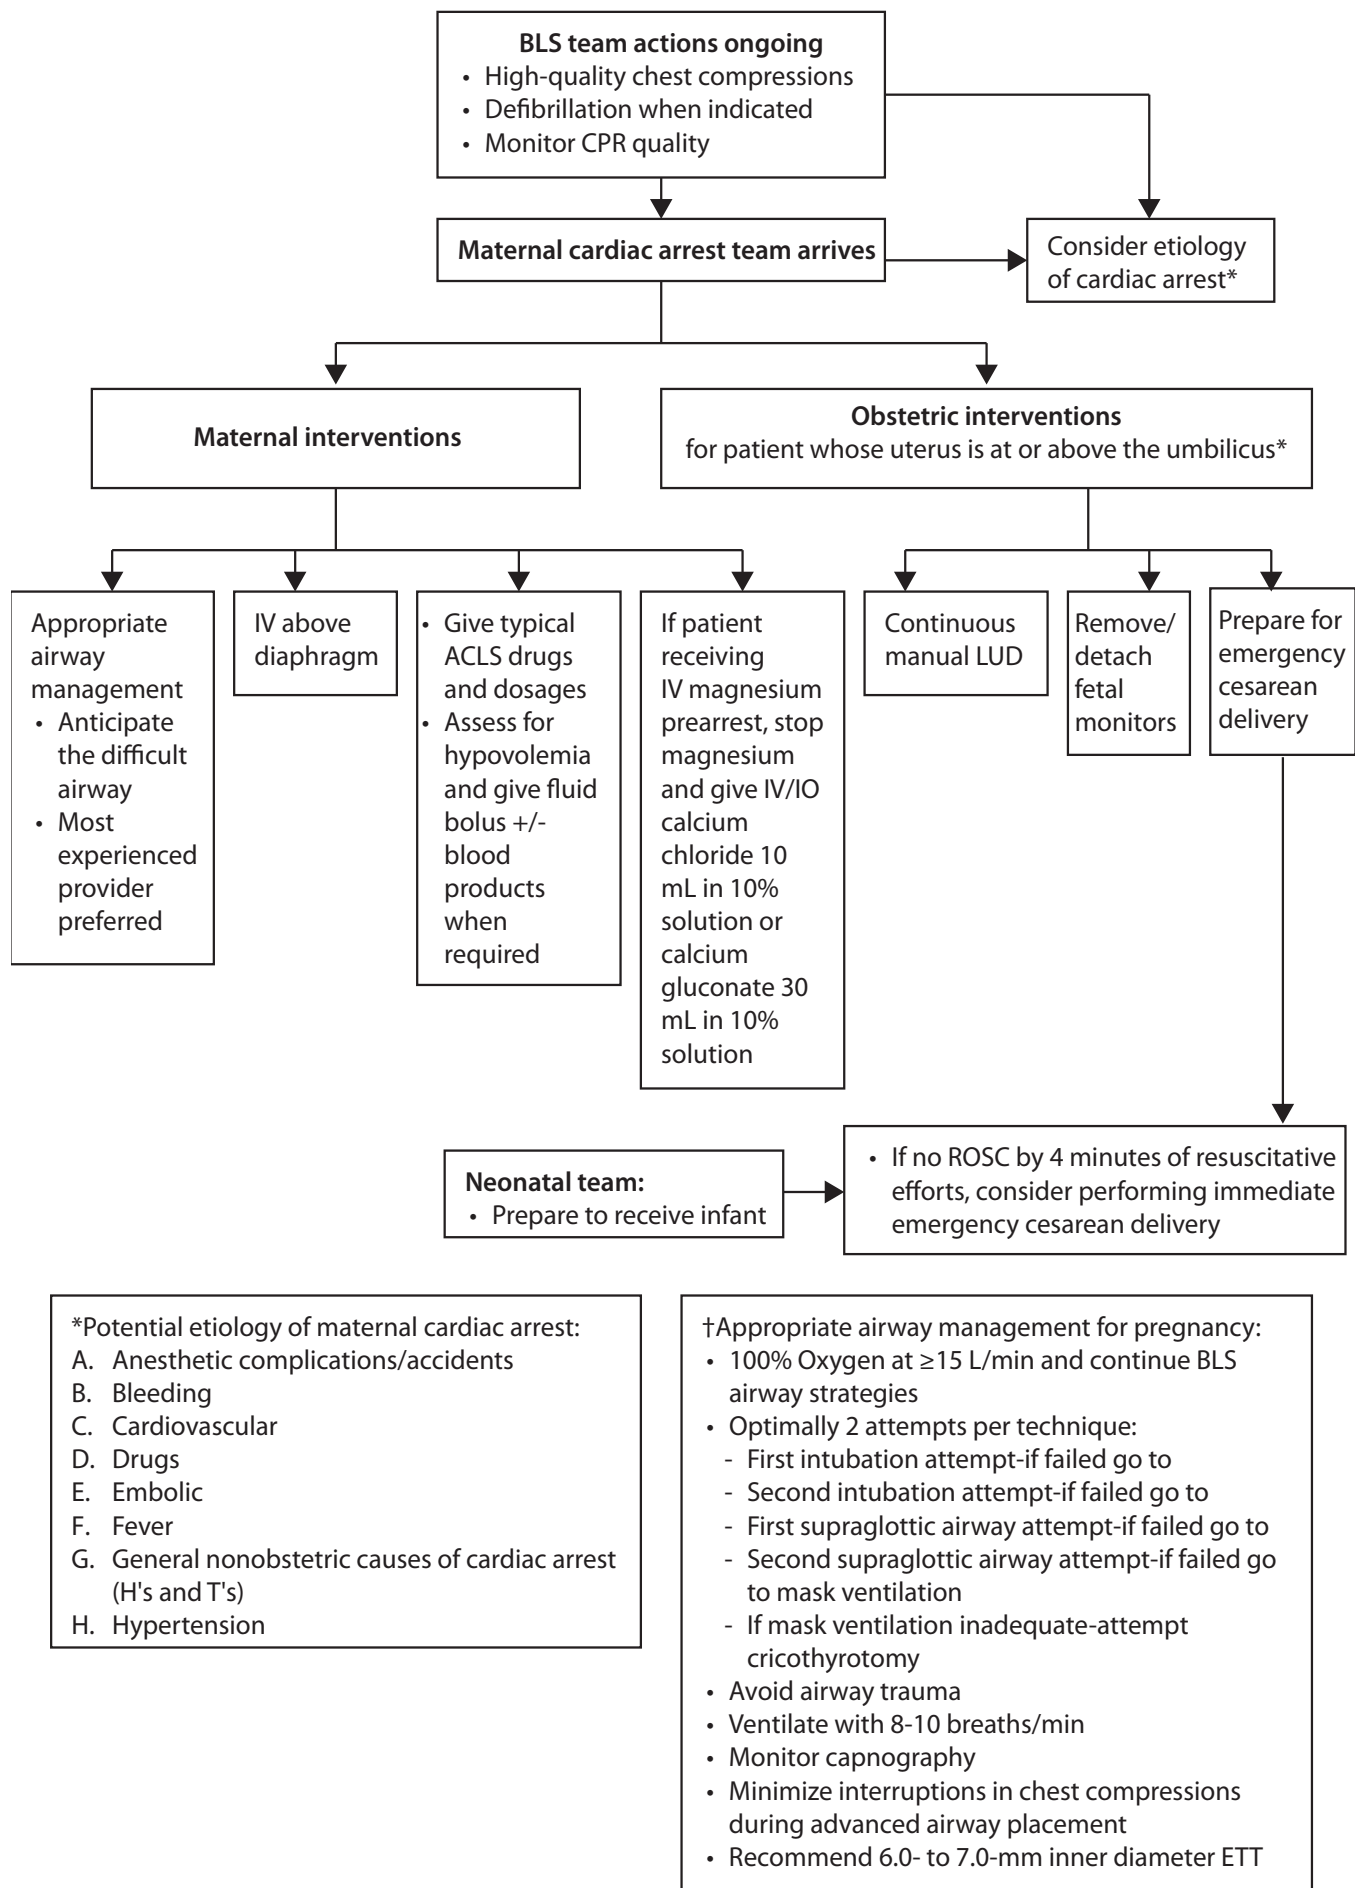 BLS team actions ongoing
• High-quality chest compressions
• Defibrillation when indicated
• Monitor CPR quality
Maternal cardiac arrest team arrives
Consider etiology
of cardiac arrest*
Maternal interventions
Obstetric interventions
for patient whose uterus is at or above the umbilicus*
Appropriate
airway
management
• Anticipate
the difficult
airway
• Most
experienced
provider
preferred
IV above
diaphragm
• Give typical
ACLS drugs
and dosages
• Assess for
hypovolemia
and give fluid
bolus +/-
blood
products
when
required
If patient
receiving
IV magnesium
prearrest, stop
magnesium
and give IV/IO
calcium
chloride 10
mL in 10%
solution or
calcium
gluconate 30
mL in 10%
solution
Continuous
manual LUD
Remove/
detach
fetal
monitors
Prepare for
emergency
cesarean
delivery
Neonatal team:
• Prepare to receive infant
• If no ROSC by 4 minutes of resuscitative
efforts, consider performing immediate
emergency cesarean delivery
*Potential etiology of maternal cardiac arrest:
A. Anesthetic complications/accidents
B. Bleeding
C. Cardiovascular
D. Drugs
E. Embolic
F. Fever
G. General nonobstetric causes of cardiac arrest
(H's and T's)
H. Hypertension
†Appropriate airway management for pregnancy:
• 100% Oxygen at ≥15 L/min and continue BLS
airway strategies
• Optimally 2 attempts per technique:
- First intubation attempt-if failed go to
- Second intubation attempt-if failed go to
- First supraglottic airway attempt-if failed go to
- Second supraglottic airway attempt-if failed go
to mask ventilation
- If mask ventilation inadequate-attempt
cricothyrotomy
• Avoid airway trauma
• Ventilate with 8-10 breaths/min
• Monitor capnography
• Minimize interruptions in chest compressions
during advanced airway placement
• Recommend 6.0- to 7.0-mm inner diameter ETT